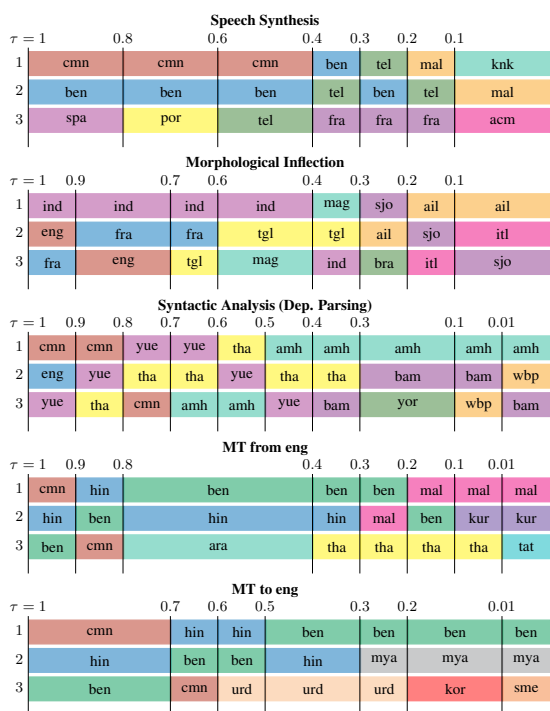 Speech Synthesis
τ = 1 0.8 0.4 0.3 0.2 0.1
1 cmn cmn cmn ben tel mal knk
2 ben ben ben tel ben tel mal
3 spa por tel fra fra fra acm
Morphological Inflection
τ = 1 0.9 0.7 0.6 0.4 0.3 0.2 0.1
1 ind ind ind ind mag sjo ail ail
2 eng fra fra tgl tgl ail sjo itl
3 fra eng tgl mag ind bra itl sjo
Syntactic Analysis (Dep. Parsing)
τ = 1 0.9 0.8 0.7 0.6 0.5 0.4 0.3 0.1 0.01
1 cmn cmn yue yue tha amh amh amh amh amh
2 eng yue tha tha yue tha tha bam bam wbp
3 yue tha cmn amh amh yue bam yor wbp bam
MT from eng
τ = 1 0.9 0.8 0.4 0.3 0.2 0.1 0.01
1 cmn hin ben ben ben mal mal mal
2 hin ben hin hin mal ben kur kur
3 ben cmn ara tha tha tha tha tat
MT to eng
τ = 1 0.7 0.6 0.5 0.3 0.2 0.01
1 cmn hin hin ben ben ben ben
2 hin ben ben hin mya mya mya
3 ben cmn urd urd urd kor sme